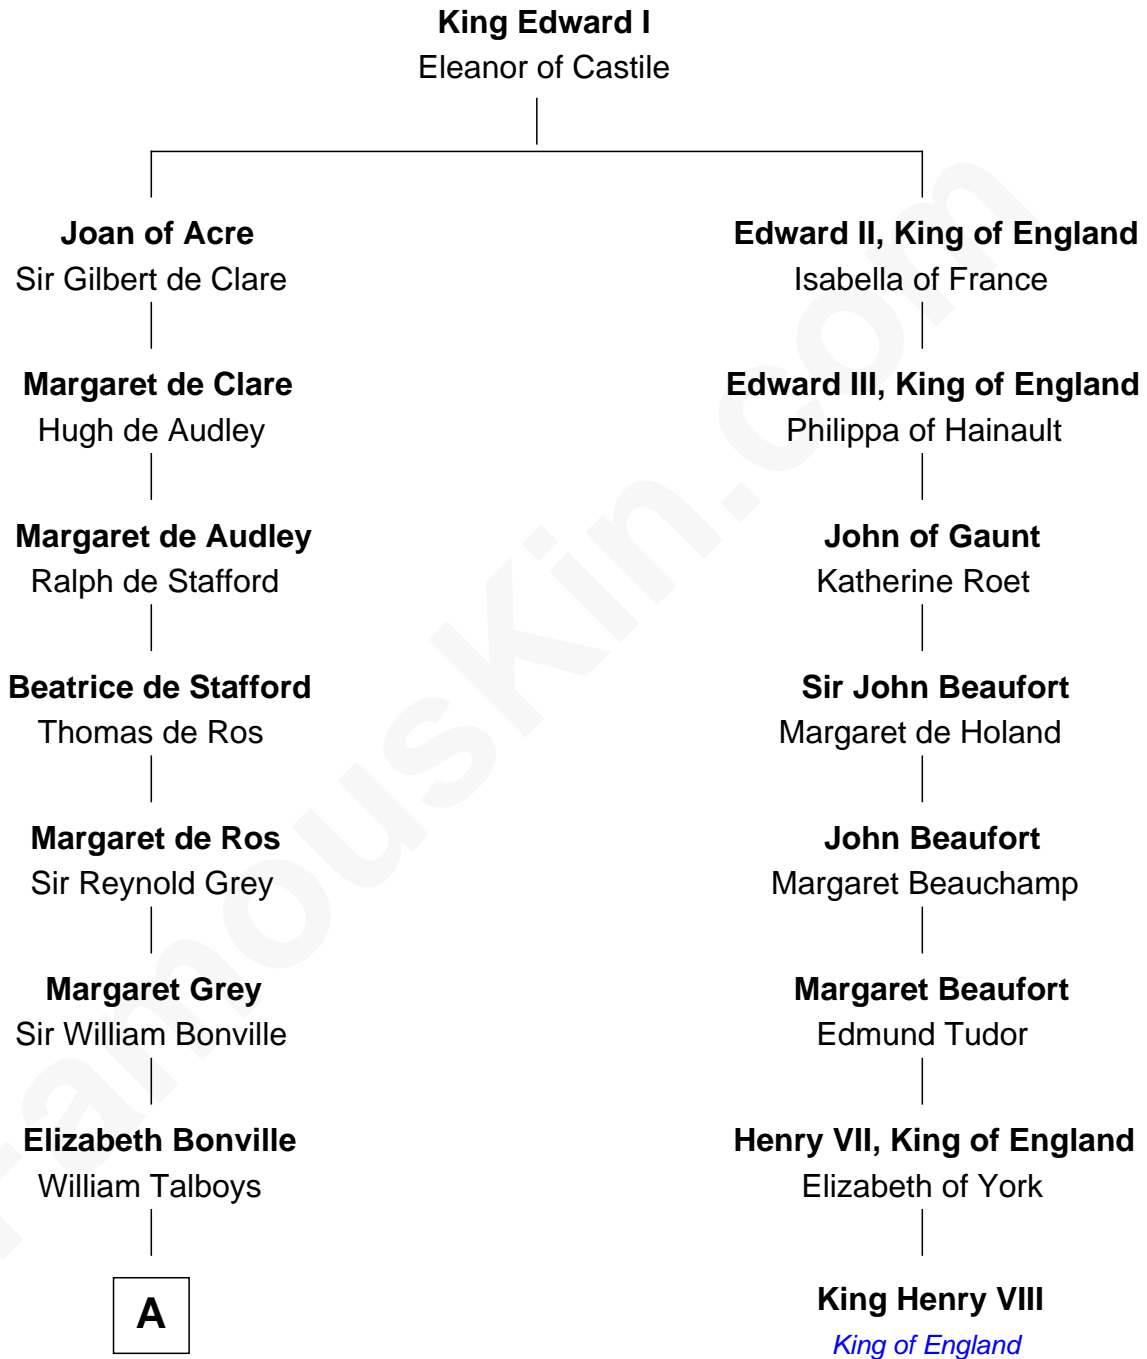 King Edward I
Eleanor of Castile
Joan of Acre
Sir Gilbert de Clare
Edward II, King of England
Isabella of France
Margaret de Clare
Hugh de Audley
Edward III, King of England
Philippa of Hainault
Margaret de Audley
Ralph de Stafford
John of Gaunt
Katherine Roet
Beatrice de Stafford
Thomas de Ros
Sir John Beaufort
Margaret de Holand
Margaret de Ros
Sir Reynold Grey
John Beaufort
Margaret Beauchamp
Margaret Grey
Sir William Bonville
Margaret Beaufort
Edmund Tudor
Elizabeth Bonville
William Talboys
Henry VII, King of England
Elizabeth of York
A
King Henry VIII
King of England
FamousKin.com